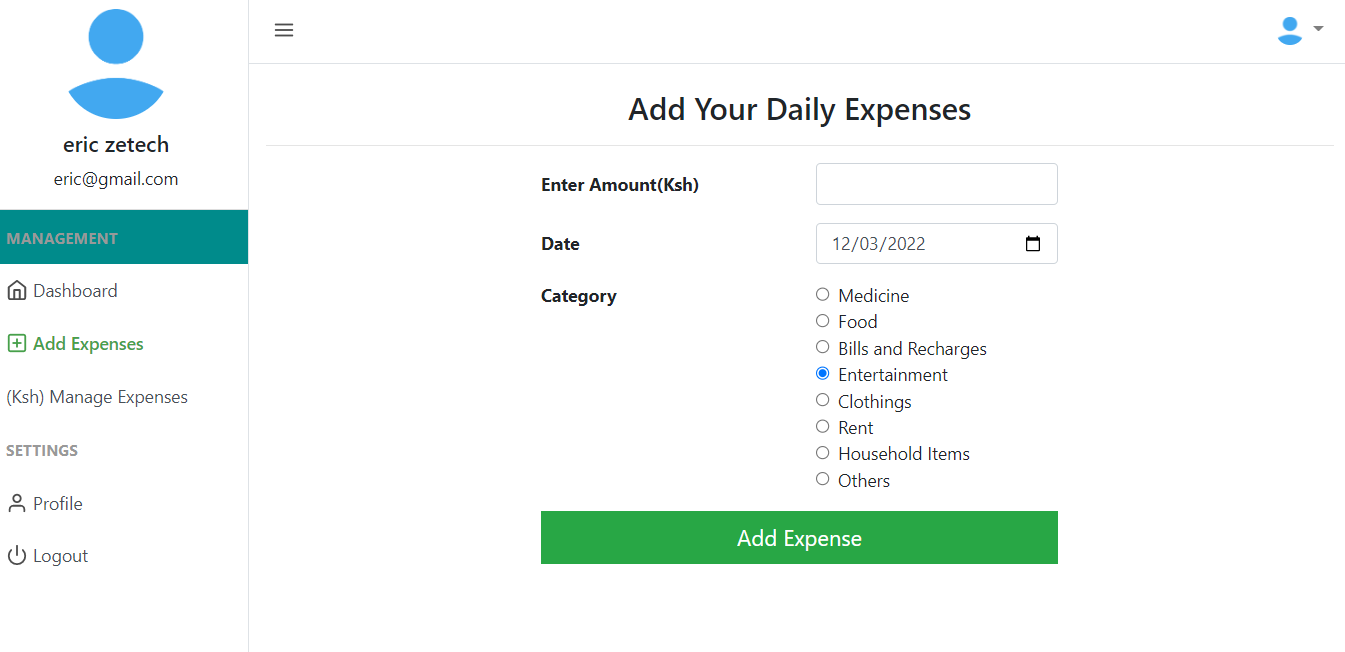 eric zetech
eric@gmail.com
MANAGEMENT
Dashboard
Add Expenses
(Ksh) Manage Expenses
SETTINGS
Profile
Logout
Add Your Daily Expenses
Enter Amount(Ksh)
Date
12/03/2022
Category
Medicine
Food
Bills and Recharges
Entertainment
Clothings
Rent
Household Items
Others
Add Expense